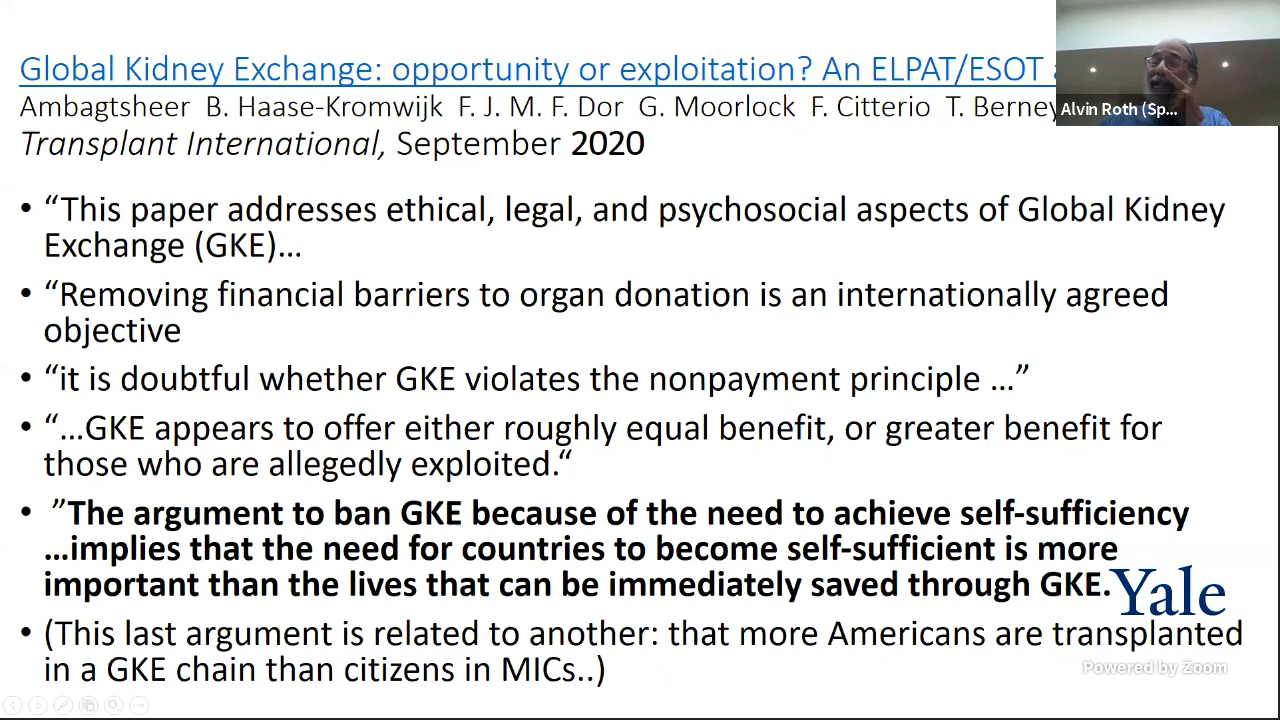 Global Kidney Exchange: opportunity or exploitation? An ELPAT/ESOT
Ambagtsheer B. Haase-Kromwijk F. J. M. F. Dor G. Moorlock F. Citterio T. Berney
Transplant International, September 2020
Alvin Roth (Sp...
• “This paper addresses ethical, legal, and psychosocial aspects of Global Kidney
Exchange (GKE)…
• “Removing financial barriers to organ donation is an internationally agreed
objective
• “it is doubtful whether GKE violates the nonpayment principle …”
• “…GKE appears to offer either roughly equal benefit, or greater benefit for
those who are allegedly exploited.“
• ”The argument to ban GKE because of the need to achieve self-sufficiency
…implies that the need for countries to become self-sufficient is more
important than the lives that can be immediately saved through GKE.
• (This last argument is related to another: that more Americans are transplanted
in a GKE chain than citizens in MICs..)
Yale
Powered by Zoom